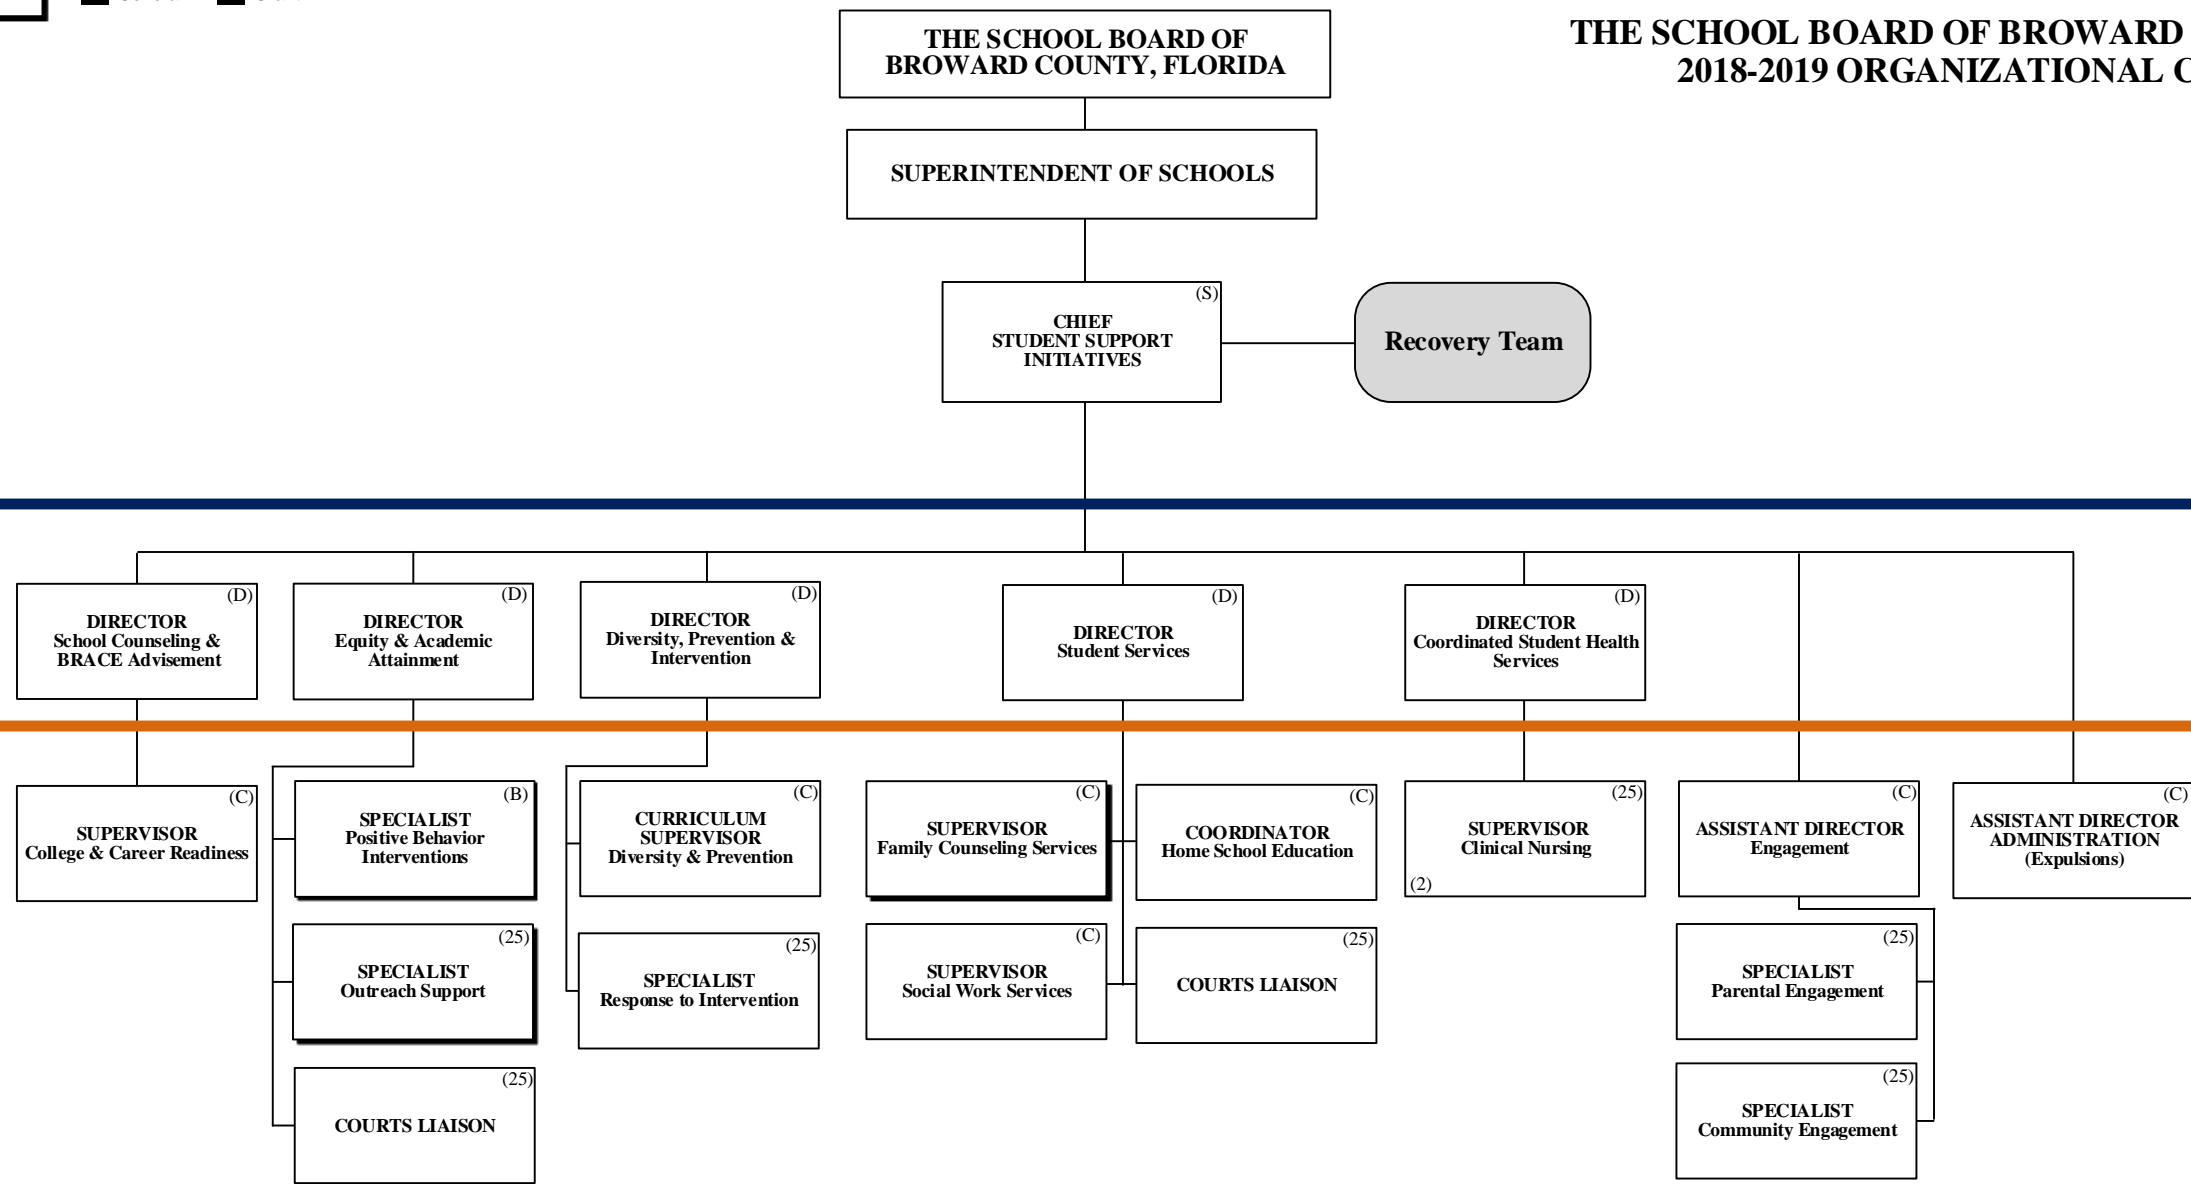 THE SCHOOL BOARD OF
BROWARD COUNTY, FLORIDA
THE SCHOOL BOARD OF BROWARD
2018-2019 ORGANIZATIONAL C
SUPERINTENDENT OF SCHOOLS
(S)
CHIEF
STUDENT SUPPORT
INITIATIVES
Recovery Team
(D)
DIRECTOR
School Counseling &
BRACE Advisement
(D)
DIRECTOR
Equity & Academic
Attainment
(D)
DIRECTOR
Diversity, Prevention &
Intervention
(D)
DIRECTOR
Student Services
(D)
DIRECTOR
Coordinated Student Health
Services
(C)
SUPERVISOR
College & Career Readiness
(B)
SPECIALIST
Positive Behavior
Interventions
(C)
CURRICULUM
SUPERVISOR
Diversity & Prevention
(C)
SUPERVISOR
Family Counseling Services
(C)
COORDINATOR
Home School Education
(25)
SUPERVISOR
Clinical Nursing
(2)
(C)
ASSISTANT DIRECTOR
Engagement
(C)
ASSISTANT DIRECTOR
ADMINISTRATION
(Expulsions)
(25)
SPECIALIST
Outreach Support
(25)
SPECIALIST
Response to Intervention
(C)
SUPERVISOR
Social Work Services
(25)
COURTS LIAISON
(25)
SPECIALIST
Parental Engagement
(25)
COURTS LIAISON
(25)
SPECIALIST
Community Engagement